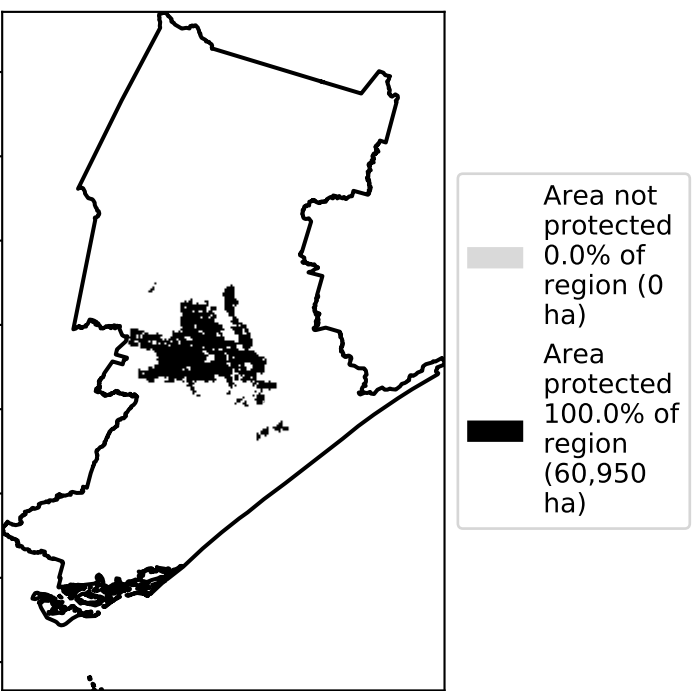 Area not
protected
0.0% of
region (0
ha)
Area
protected
100.0% of
region
(60,950
ha)